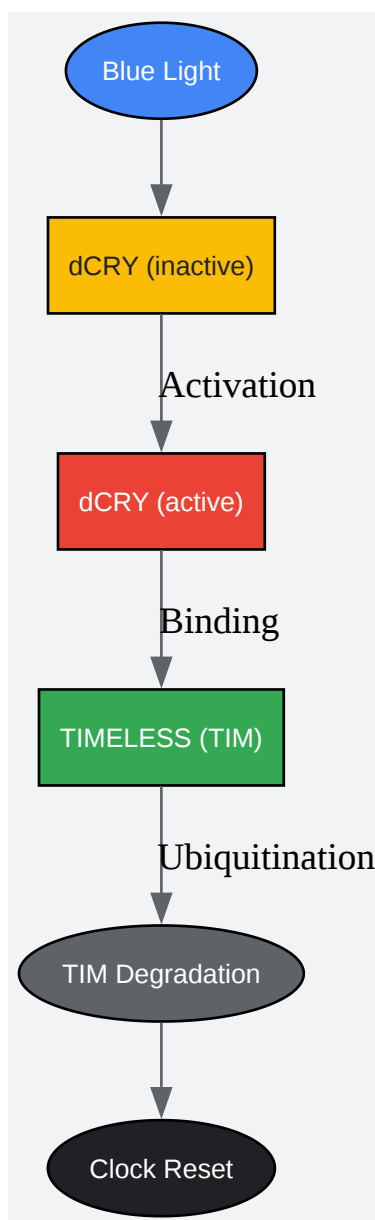 Blue Light
dCRY (inactive)
Activation
dCRY (active)
Binding
TIMELESS (TIM)
Ubiquitination
TIM Degradation
Clock Reset